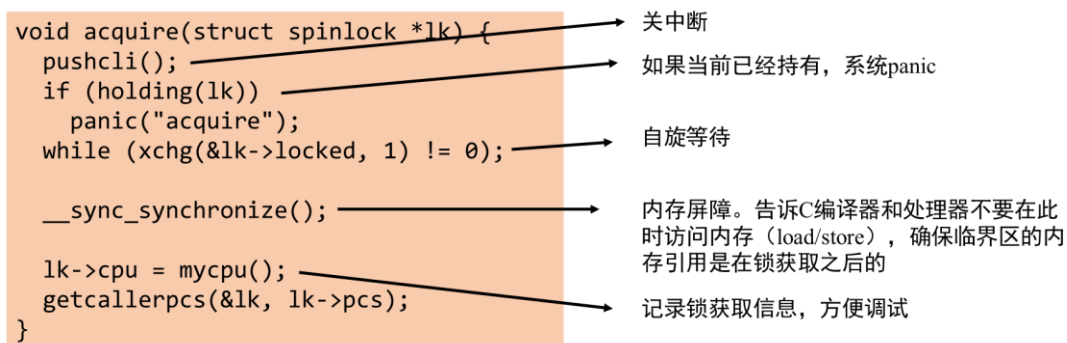 void acquire(struct spinlock *lk) {
pushcli();
if (holding(lk))
panic("acquire");
while (xchg(&lk->locked, 1) != 0);
__sync_synchronize();
lk->cpu = mycpu();
getcallerpcs(&lk, lk->pcs);
}
关中断
如果当前已经持有，系统panic
自旋等待
内存屏障。告诉C编译器和处理器不要在此
时访问内存（load/store），确保临界区的内
存引用是在锁获取之后的
记录锁获取信息，方便调试